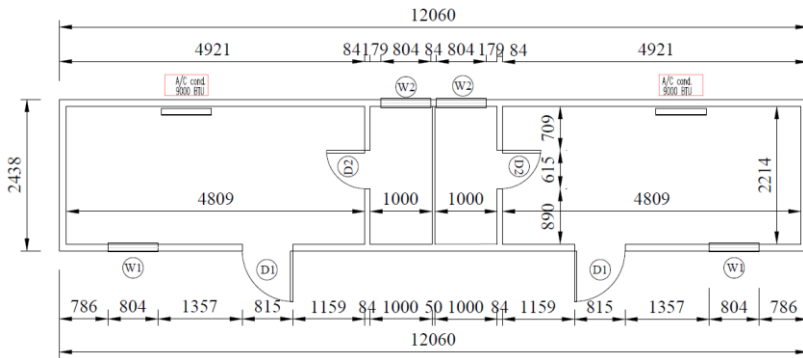 12060
4921 84 179 804 84 804 179 84 4921
A/C cond.
9000 BTU
A/C cond.
9000 BTU
W2 W2
2438
709
D2 D2
615
2214
4809 1000 1000 4809
890
W1 D1 D1 W1
786 804 1357 815 1159 84 1000 50 1000 84 1159 815 1357 804 786
12060